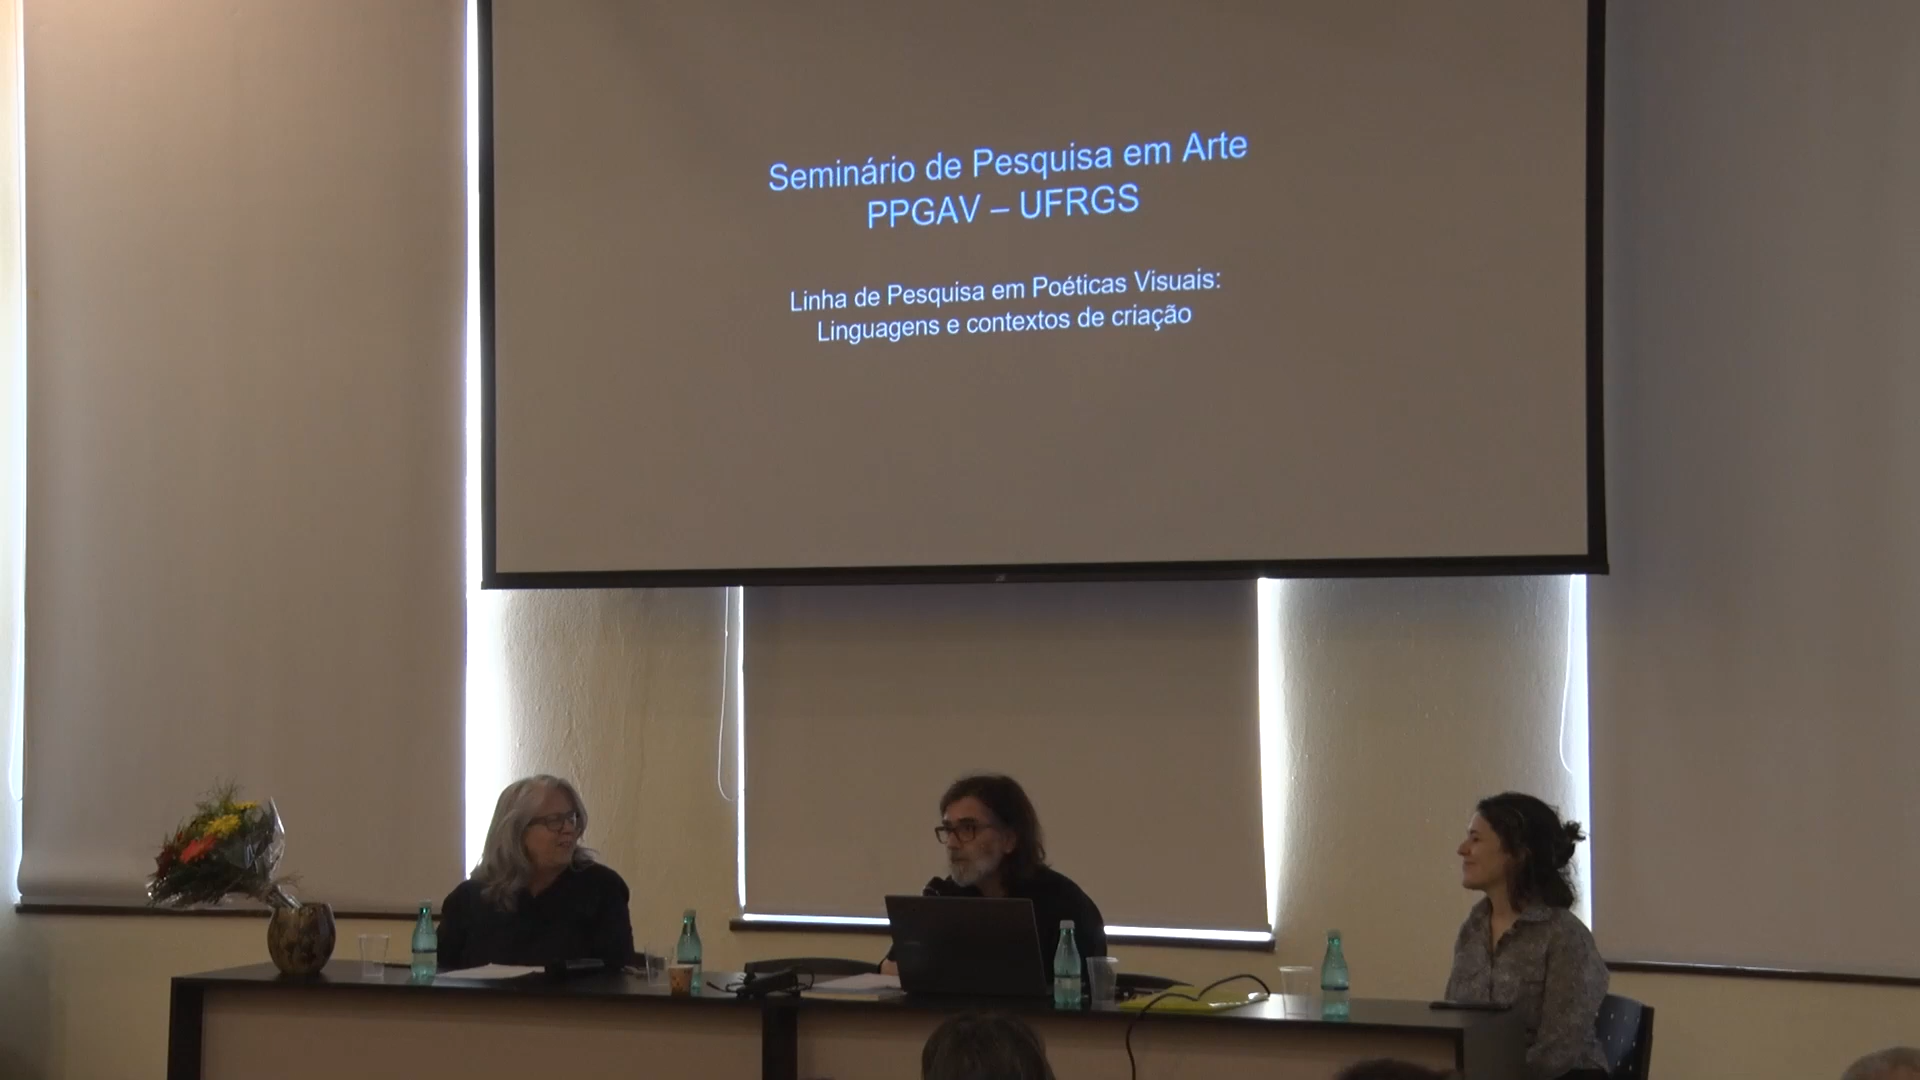 Seminário de Pesquisa em Arte
PPGAV – UFRGS
Linha de Pesquisa em Poéticas Visuais:
Linguagens e contextos de criação